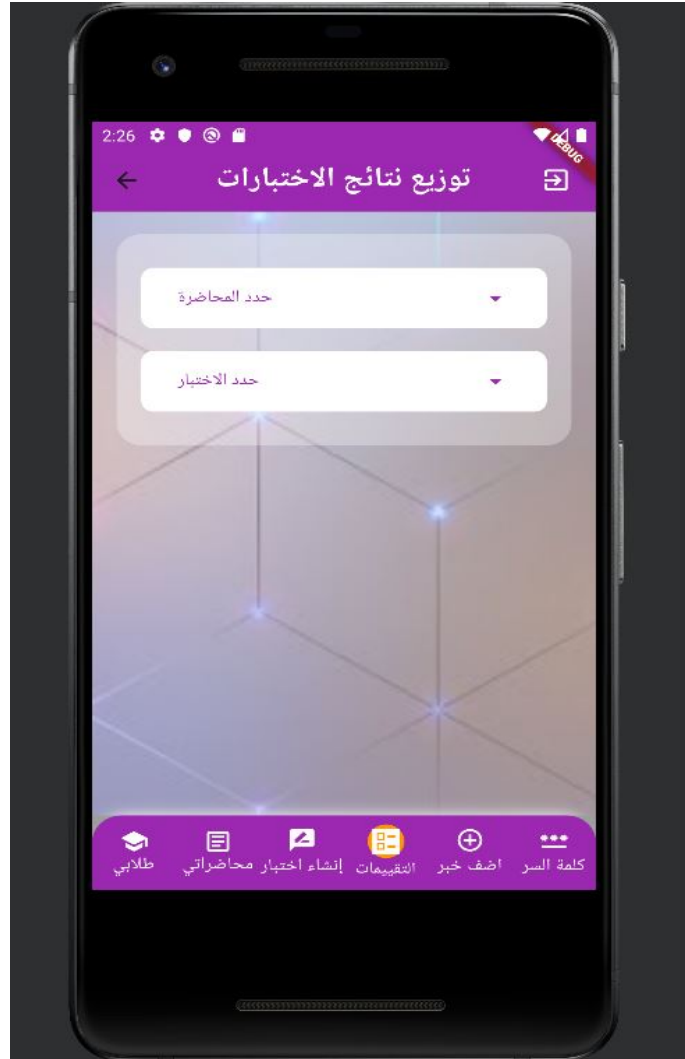 2:26
DEBUG
توزيع نتائج الاختبارات
حدد المحاضرة
حدد الاختبار
كلمة السر
اضف خبر
التقييمات
إنشاء اختبار
محاضراتي
طلابي